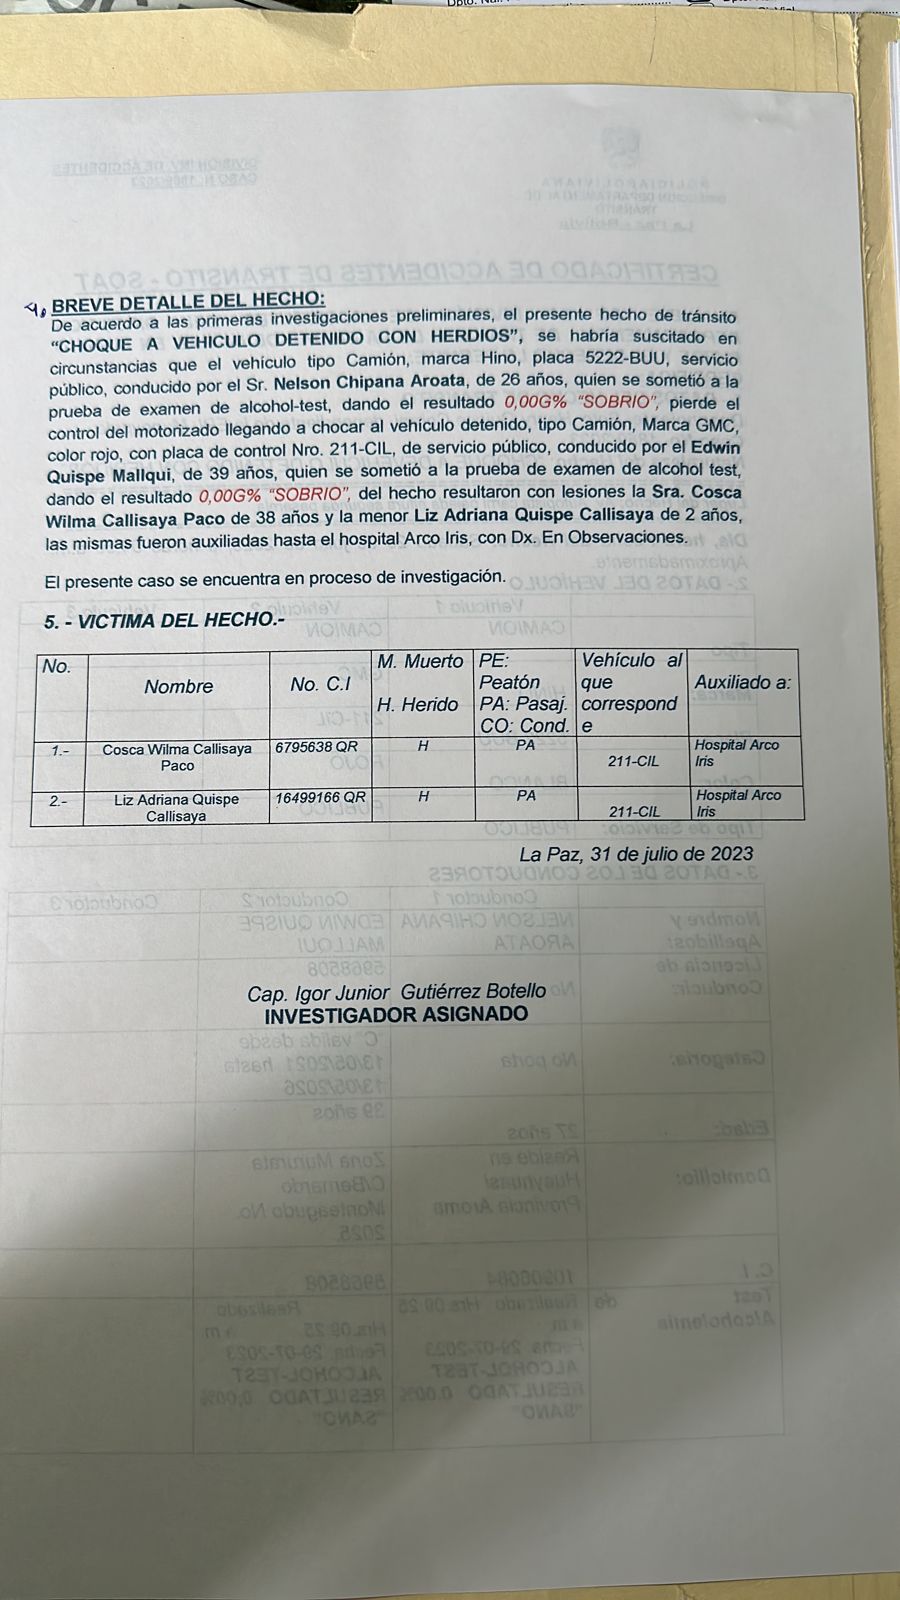 4. BREVE DETALLE DEL HECHO:
De acuerdo a las primeras investigaciones preliminares, el presente hecho de tránsito
“CHOQUE A VEHICULO DETENIDO CON HERDIOS”, se habría suscitado en
circunstancias que el vehículo tipo Camión, marca Hino, placa 5222-BUU, servicio
público, conducido por el Sr. Nelson Chipana Aroata, de 26 años, quien se sometió a la
prueba de examen de alcohol-test, dando el resultado 0,00G% “SOBRIO”, pierde el
control del motorizado llegando a chocar al vehículo detenido, tipo Camión, Marca GMC,
color rojo, con placa de control Nro. 211-CIL, de servicio público, conducido por el Edwin
Quispe Mallqui, de 39 años, quien se sometió a la prueba de examen de alcohol test,
dando el resultado 0,00G% “SOBRIO”, del hecho resultaron con lesiones la Sra. Cosca
Wilma Callisaya Paco de 38 años y la menor Liz Adriana Quispe Callisaya de 2 años,
las mismas fueron auxiliadas hasta el hospital Arco Iris, con Dx. En Observaciones.
El presente caso se encuentra en proceso de investigación.
5. - VICTIMA DEL HECHO.-
No. Nombre No. C.I M. Muerto H. Herido PE: Peatón PA: Pasaj. CO: Cond. Vehículo al que correspond e Auxiliado a:
1.- Cosca Wilma Callisaya Paco 6795638 QR H PA 211-CIL Hospital Arco Iris
2.- Liz Adriana Quispe Callisaya 16499166 QR H PA 211-CIL Hospital Arco Iris
La Paz, 31 de julio de 2023
Cap. Igor Junior Gutiérrez Botello
INVESTIGADOR ASIGNADO